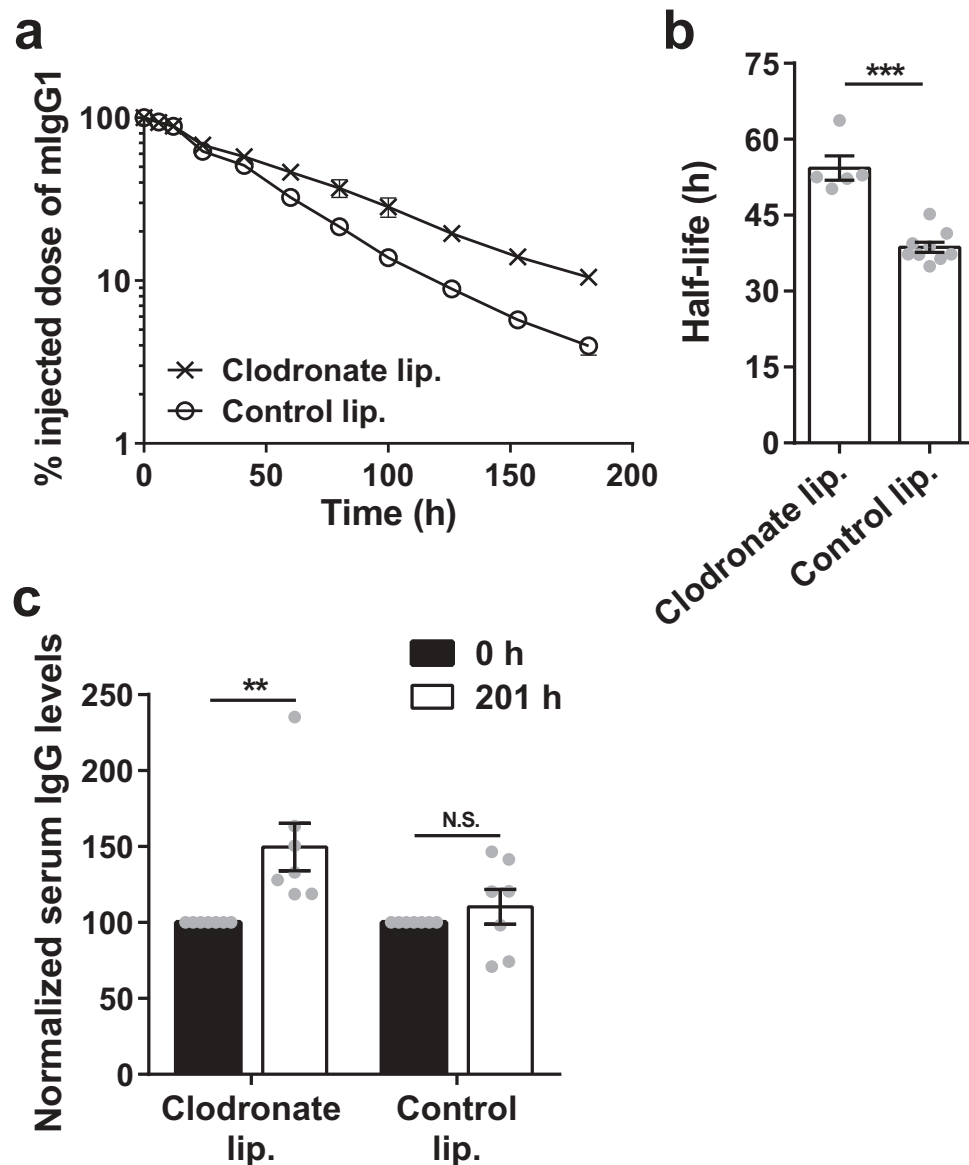 a
% injected dose of mIgG1
100
10
1
Clodronate lip.
Control lip.
0
50
100
150
200
Time (h)
b
Half-life (h)
75
60
45
30
15
0
***
Clodronate lip.
Control lip.
c
Normalized serum IgG levels
250
200
150
100
50
0
0 h
201 h
**
N.S.
Clodronate
lip.
Control
lip.